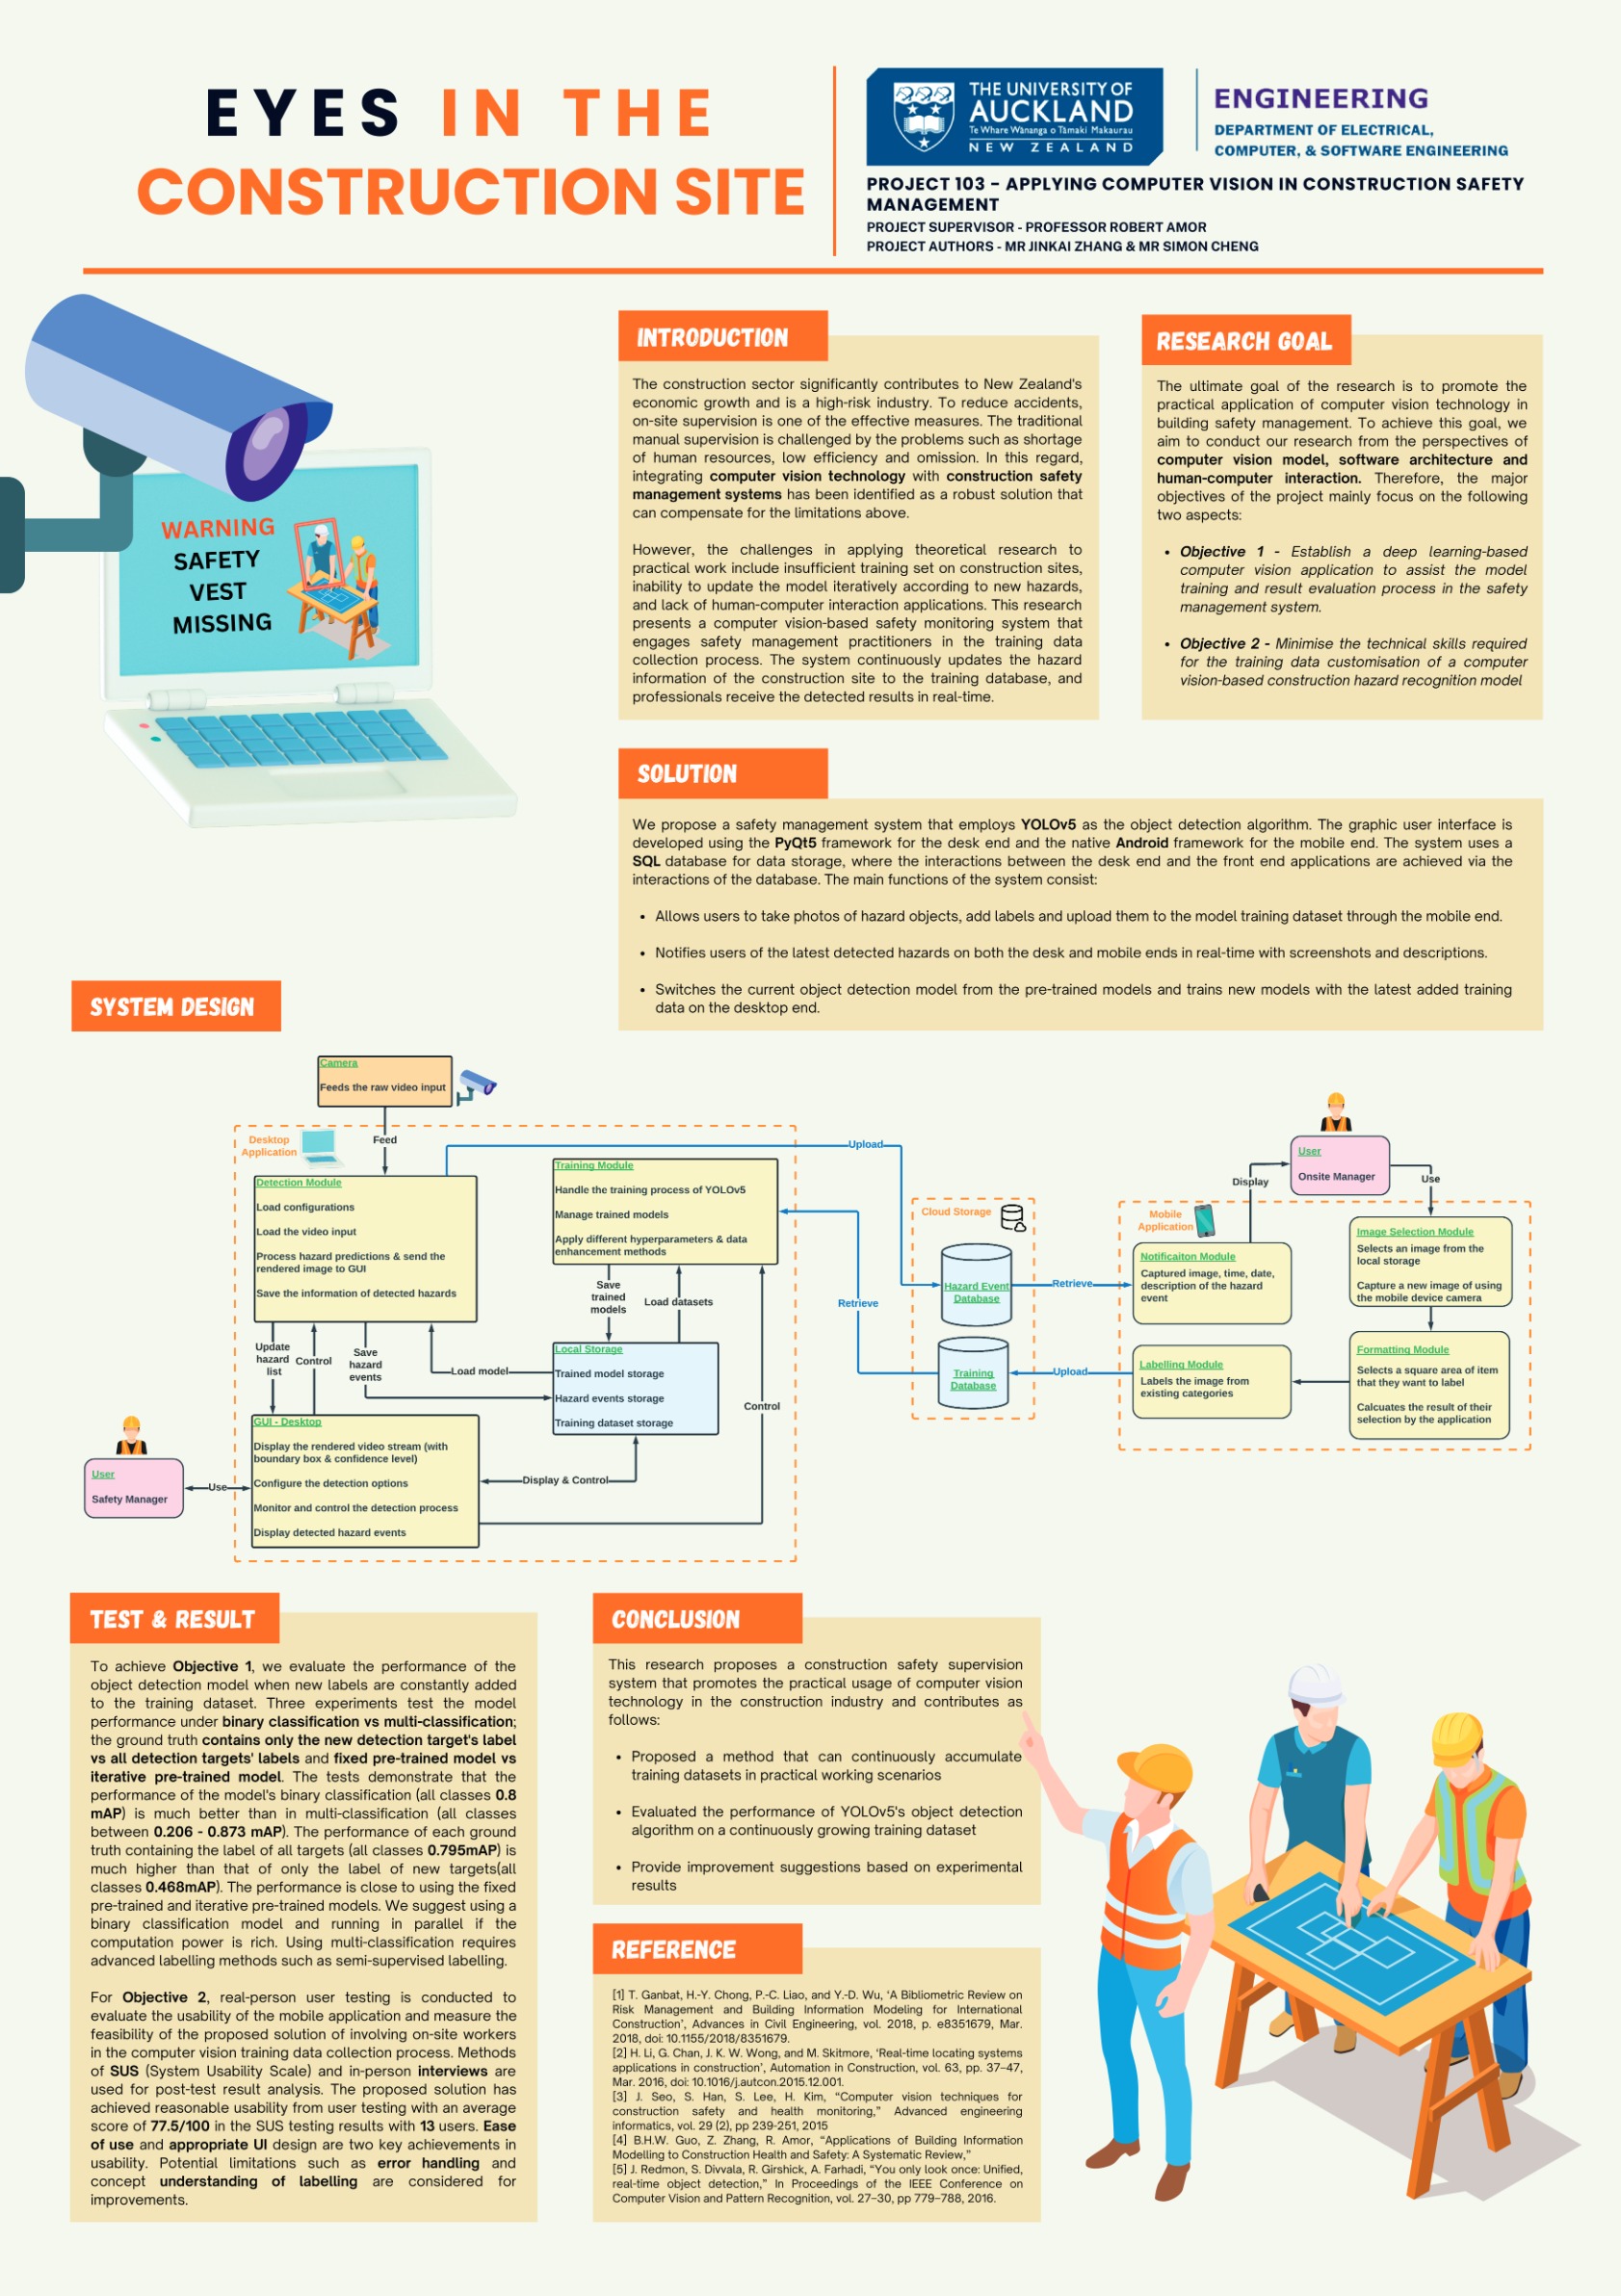 EYES IN THE
CONSTRUCTION SITE
THE UNIVERSITY OF
AUCKLAND
Te Whare Wānanga o Tāmaki Makaurau
NEW ZEALAND
ENGINEERING
DEPARTMENT OF ELECTRICAL,
COMPUTER, & SOFTWARE ENGINEERING
PROJECT 103 - APPLYING COMPUTER VISION IN CONSTRUCTION SAFETY
MANAGEMENT
PROJECT SUPERVISOR - PROFESSOR ROBERT AMOR
PROJECT AUTHORS - MR JINKAI ZHANG & MR SIMON CHENG
WARNING
SAFETY
VEST
MISSING
INTRODUCTION
The construction sector significantly contributes to New Zealand's
economic growth and is a high-risk industry. To reduce accidents,
on-site supervision is one of the effective measures. The traditional
manual supervision is challenged by the problems such as shortage
of human resources, low efficiency and omission. In this regard,
integrating computer vision technology with construction safety
management systems has been identified as a robust solution that
can compensate for the limitations above.
However, the challenges in applying theoretical research to
practical work include insufficient training set on construction sites,
inability to update the model iteratively according to new hazards,
and lack of human-computer interaction applications. This research
presents a computer vision-based safety monitoring system that
engages safety management practitioners in the training data
collection process. The system continuously updates the hazard
information of the construction site to the training database, and
professionals receive the detected results in real-time.
RESEARCH GOAL
The ultimate goal of the research is to promote the
practical application of computer vision technology in
building safety management. To achieve this goal, we
aim to conduct our research from the perspectives of
computer vision model, software architecture and
human-computer interaction. Therefore, the major
objectives of the project mainly focus on the following
two aspects:
• Objective 1 - Establish a deep learning-based
computer vision application to assist the model
training and result evaluation process in the safety
management system.
• Objective 2 - Minimise the technical skills required
for the training data customisation of a computer
vision-based construction hazard recognition model
SOLUTION
We propose a safety management system that employs YOLOv5 as the object detection algorithm. The graphic user interface is
developed using the PyQt5 framework for the desk end and the native Android framework for the mobile end. The system uses a
SQL database for data storage, where the interactions between the desk end and the front end applications are achieved via the
interactions of the database. The main functions of the system consist:
• Allows users to take photos of hazard objects, add labels and upload them to the model training dataset through the mobile end.
• Notifies users of the latest detected hazards on both the desk and mobile ends in real-time with screenshots and descriptions.
• Switches the current object detection model from the pre-trained models and trains new models with the latest added training
data on the desktop end.
SYSTEM DESIGN
Camera
Feeds the raw video input
Feed
Desktop
Application
Detection Module
Load configurations
Load the video input
Process hazard predictions & send the
rendered image to GUI
Save the information of detected hazards
Training Module
Handle the training process of YOLOv5
Manage trained models
Apply different hyperparameters & data
enhancement methods
Save
trained
models
Load datasets
Update
hazard
list
Control
Save
hazard
events
Load model
Local Storage
Trained model storage
Hazard events storage
Training dataset storage
Control
GUI - Desktop
Display the rendered video stream (with
boundary box & confidence level)
Configure the detection options
Monitor and control the detection process
Display detected hazard events
Display & Control
User
Safety Manager
Use
Upload
Retrieve
Cloud Storage
Hazard Event
Database
Training
Database
Retrieve
Upload
Mobile
Application
Display
User
Onsite Manager
Use
Notificaiton Module
Captured image, time, date,
description of the hazard
event
Image Selection Module
Selects an image from the
local storage
Capture a new image of using
the mobile device camera
Labelling Module
Labels the image from
existing categories
Formatting Module
Selects a square area of item
that they want to label
Calcuates the result of their
selection by the application
TEST & RESULT
To achieve Objective 1, we evaluate the performance of the
object detection model when new labels are constantly added
to the training dataset. Three experiments test the model
performance under binary classification vs multi-classification;
the ground truth contains only the new detection target's label
vs all detection targets' labels and fixed pre-trained model vs
iterative pre-trained model. The tests demonstrate that the
performance of the model's binary classification (all classes 0.8
mAP) is much better than in multi-classification (all classes
between 0.206 - 0.873 mAP). The performance of each ground
truth containing the label of all targets (all classes 0.795mAP) is
much higher than that of only the label of new targets(all
classes 0.468mAP). The performance is close to using the fixed
pre-trained and iterative pre-trained models. We suggest using a
binary classification model and running in parallel if the
computation power is rich. Using multi-classification requires
advanced labelling methods such as semi-supervised labelling.
For Objective 2, real-person user testing is conducted to
evaluate the usability of the mobile application and measure the
feasibility of the proposed solution of involving on-site workers
in the computer vision training data collection process. Methods
of SUS (System Usability Scale) and in-person interviews are
used for post-test result analysis. The proposed solution has
achieved reasonable usability from user testing with an average
score of 77.5/100 in the SUS testing results with 13 users. Ease
of use and appropriate UI design are two key achievements in
usability. Potential limitations such as error handling and
concept understanding of labelling are considered for
improvements.
CONCLUSION
This research proposes a construction safety supervision
system that promotes the practical usage of computer vision
technology in the construction industry and contributes as
follows:
• Proposed a method that can continuously accumulate
training datasets in practical working scenarios
• Evaluated the performance of YOLOv5's object detection
algorithm on a continuously growing training dataset
• Provide improvement suggestions based on experimental
results
REFERENCE
[1] T. Ganbat, H.-Y. Chong, P.-C. Liao, and Y.-D. Wu, ‘A Bibliometric Review on
Risk Management and Building Information Modeling for International
Construction’, Advances in Civil Engineering, vol. 2018, p. e8351679, Mar.
2018, doi: 10.1155/2018/8351679.
[2] H. Li, G. Chan, J. K. W. Wong, and M. Skitmore, ‘Real-time locating systems
applications in construction’, Automation in Construction, vol. 63, pp. 37–47,
Mar. 2016, doi: 10.1016/j.autcon.2015.12.001.
[3] J. Seo, S. Han, S. Lee, H. Kim, “Computer vision techniques for
construction safety and health monitoring,” Advanced engineering
informatics, vol. 29 (2), pp 239-251, 2015
[4] B.H.W. Guo, Z. Zhang, R. Amor, “Applications of Building Information
Modelling to Construction Health and Safety: A Systematic Review,”
[5] J. Redmon, S. Divvala, R. Girshick, A. Farhadi, “You only look once: Unified,
real-time object detection,” In Proceedings of the IEEE Conference on
Computer Vision and Pattern Recognition, vol. 27–30, pp 779–788, 2016.